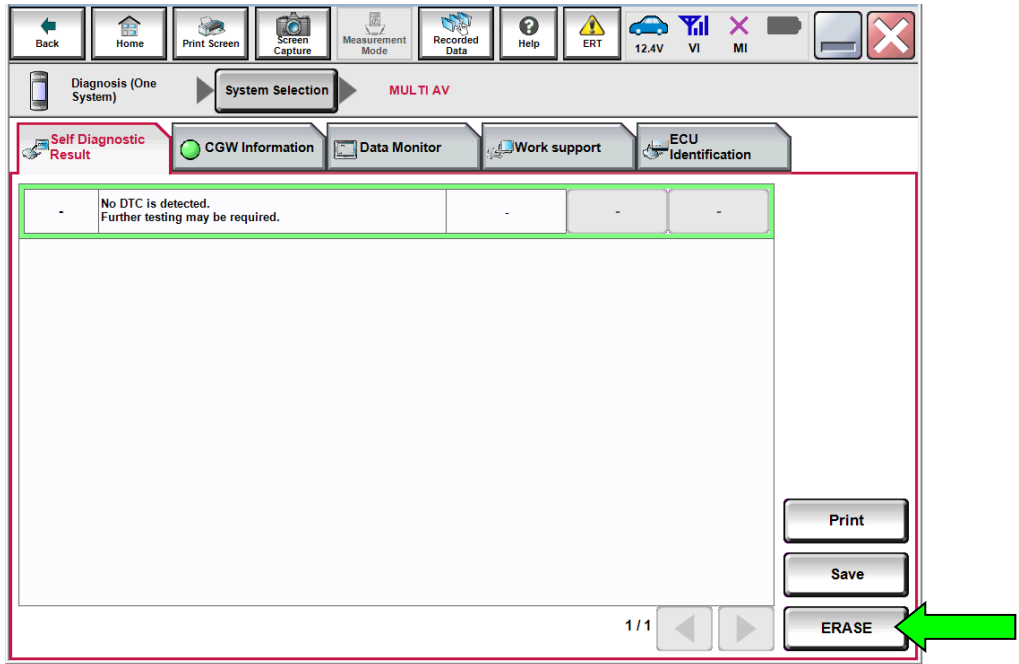 Back
Home
Print Screen
Screen
Capture
Measurement
Mode
Recorded
Data
Help
ERT
12.4V
VI
MI
Diagnosis (One
System)
System Selection
MULTI AV
Self Diagnostic
Result
CGW Information
Data Monitor
Work support
ECU
Identification
-
No DTC is detected.
Further testing may be required.
-
-
-
Print
Save
1/1
ERASE